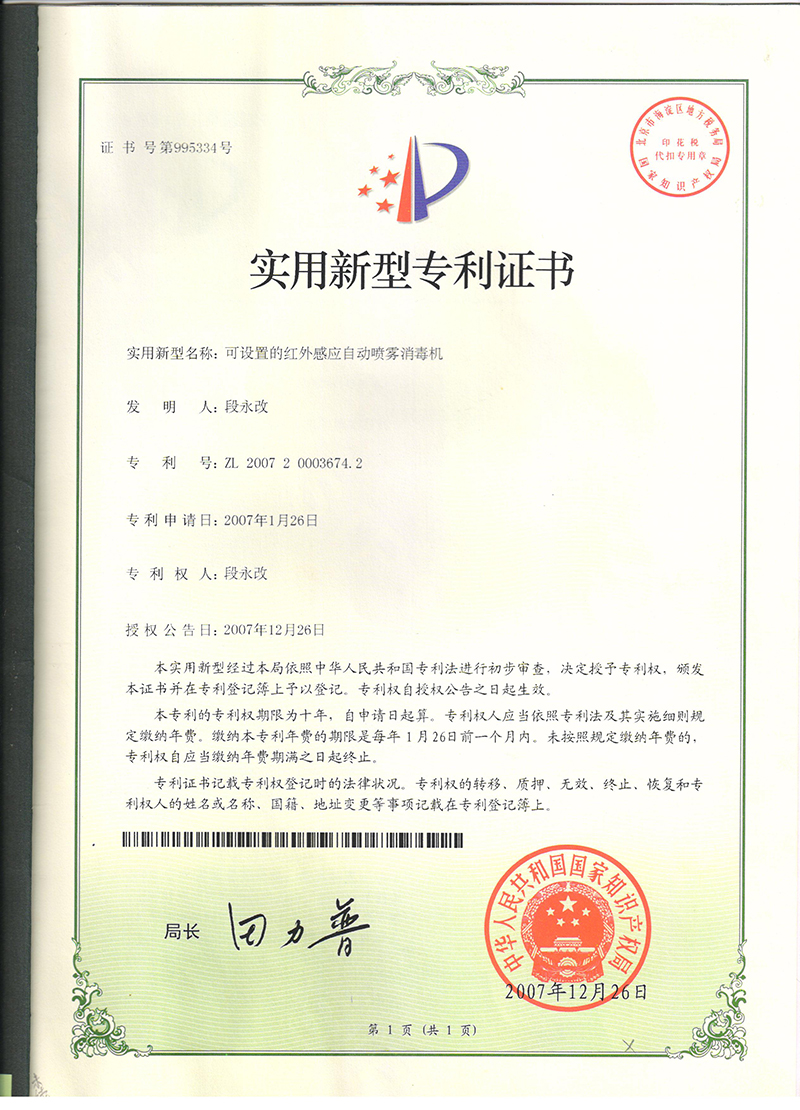 证书号第995334号
北京市海淀区地方税务局
印花税
代扣专用章
国家知识产权局
实用新型专利证书
实用新型名称：可设置的红外感应自动喷雾消毒机
发明人：段永改
专利号：ZL 2007 2 0003674.2
专利申请日：2007年1月26日
专利权人：段永改
授权公告日：2007年12月26日
本实用新型经过本局依照中华人民共和国专利法进行初步审查，决定授予专利权，颁发
本证书并在专利登记簿上予以登记。专利权自授权公告之日起生效。
本专利的专利权期限为十年，自申请日起算。专利权人应当依照专利法及其实施细则规
定缴纳年费。缴纳本专利年费的期限是每年1月26日前一个月内。未按照规定缴纳年费的，
专利权自应当缴纳年费期满之日起终止。
专利证书记载专利权登记时的法律状况。专利权的转移、质押、无效、终止、恢复和专
利权人的姓名或名称、国籍、地址变更等事项记载在专利登记簿上。
局长 田力普
中华人民共和国国家知识产权局
2007年12月26日
第1页（共1页）